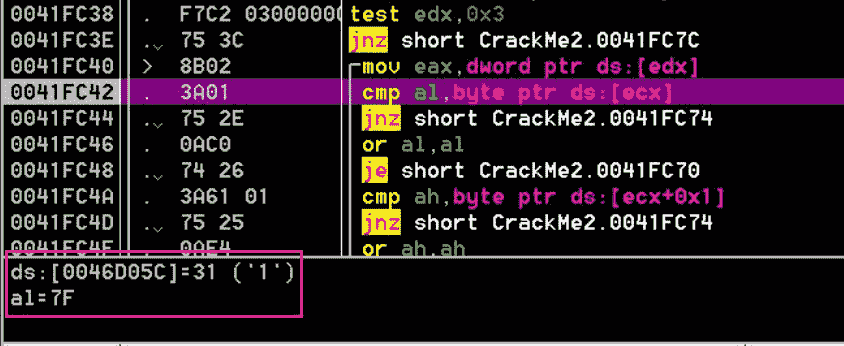 0041FC38 . F7C2 03000000 test edx,0x3
0041FC3E .v 75 3C jnz short CrackMe2.0041FC7C
0041FC40 > 8B02 mov eax,dword ptr ds:[edx]
0041FC42 . 3A01 cmp al,byte ptr ds:[ecx]
0041FC44 .v 75 2E jnz short CrackMe2.0041FC74
0041FC46 . 0AC0 or al,al
0041FC48 .v 74 26 je short CrackMe2.0041FC70
0041FC4A . 3A61 01 cmp ah,byte ptr ds:[ecx+0x1]
0041FC4D .v 75 25 jnz short CrackMe2.0041FC74
0041FC4F . 0AE4 or ah,ah
ds:[0046D05C]=31 ('1')
al=7F